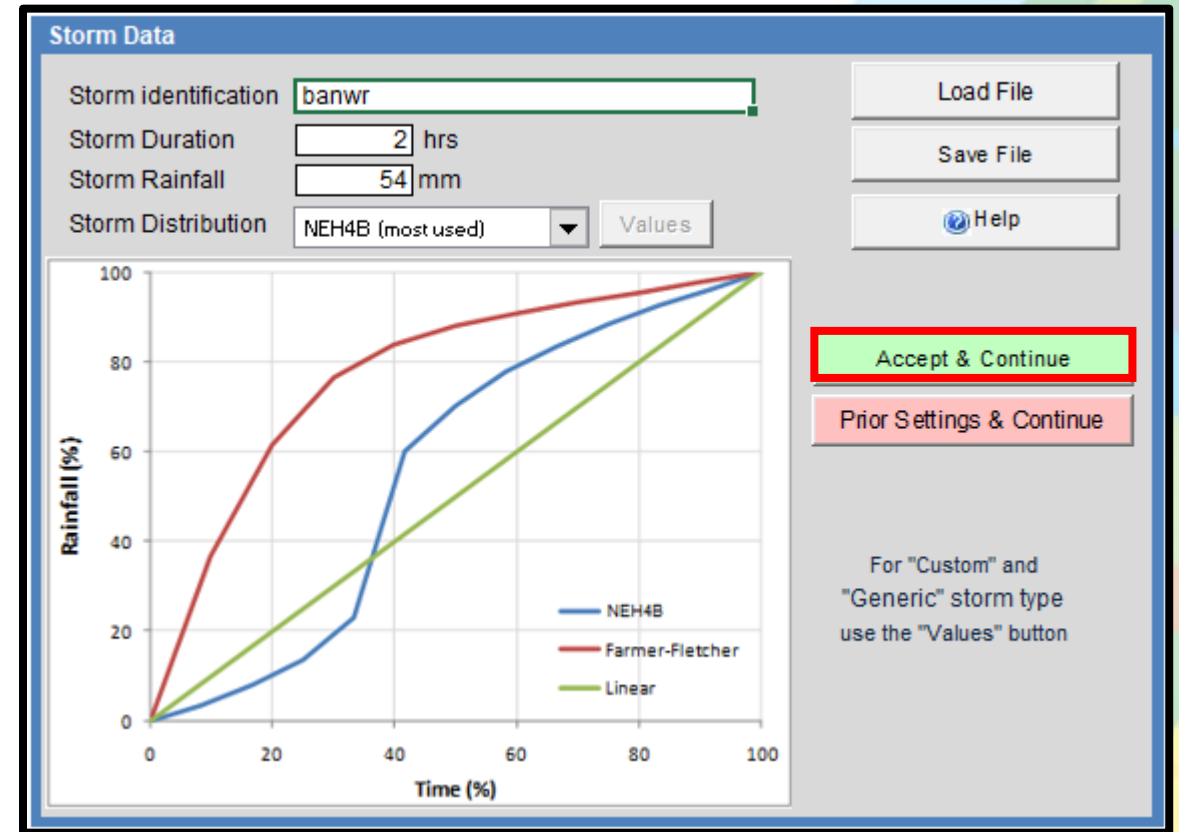 Storm Data
Storm identification banwr
Storm Duration 2 hrs
Storm Rainfall 54 mm
Storm Distribution NEH4B (most used) Values
Load File
Save File
Help
Accept & Continue
Prior Settings & Continue
For "Custom" and
"Generic" storm type
use the "Values" button
100
80
60
40
20
0
Rainfall (%)
NEH4B
Farmer-Fletcher
Linear
0 20 40 60 80 100
Time (%)